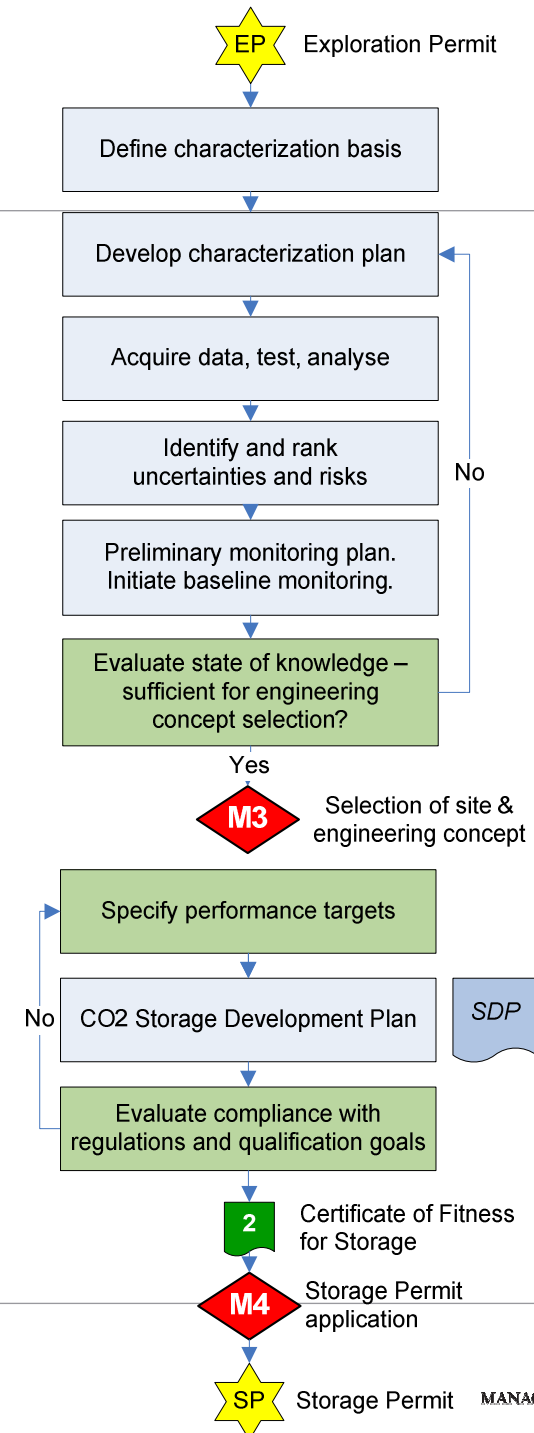 EP Exploration Permit
Define characterization basis
Develop characterization plan
Acquire data, test, analyse
Identify and rank
uncertainties and risks
No
Preliminary monitoring plan.
Initiate baseline monitoring.
Evaluate state of knowledge –
sufficient for engineering
concept selection?
Yes
M3
Selection of site &
engineering concept
Specify performance targets
No
CO2 Storage Development Plan
SDP
Evaluate compliance with
regulations and qualification goals
2
Certificate of Fitness
for Storage
M4
Storage Permit
application
SP Storage Permit